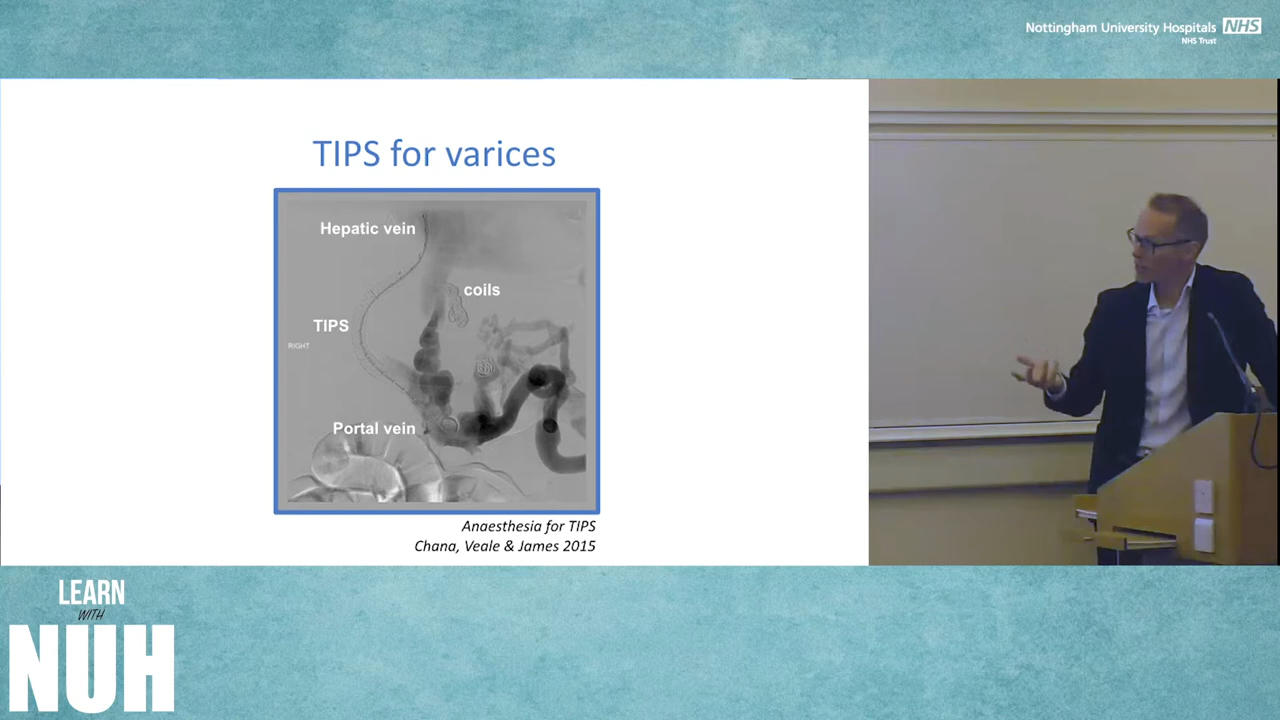 Nottingham University Hospitals NHS
NHS Trust
TIPS for varices
Hepatic vein
coils
TIPS
RIGHT
Portal vein
Anaesthesia for TIPS
Chana, Veale & James 2015
LEARN
WITH
NUH